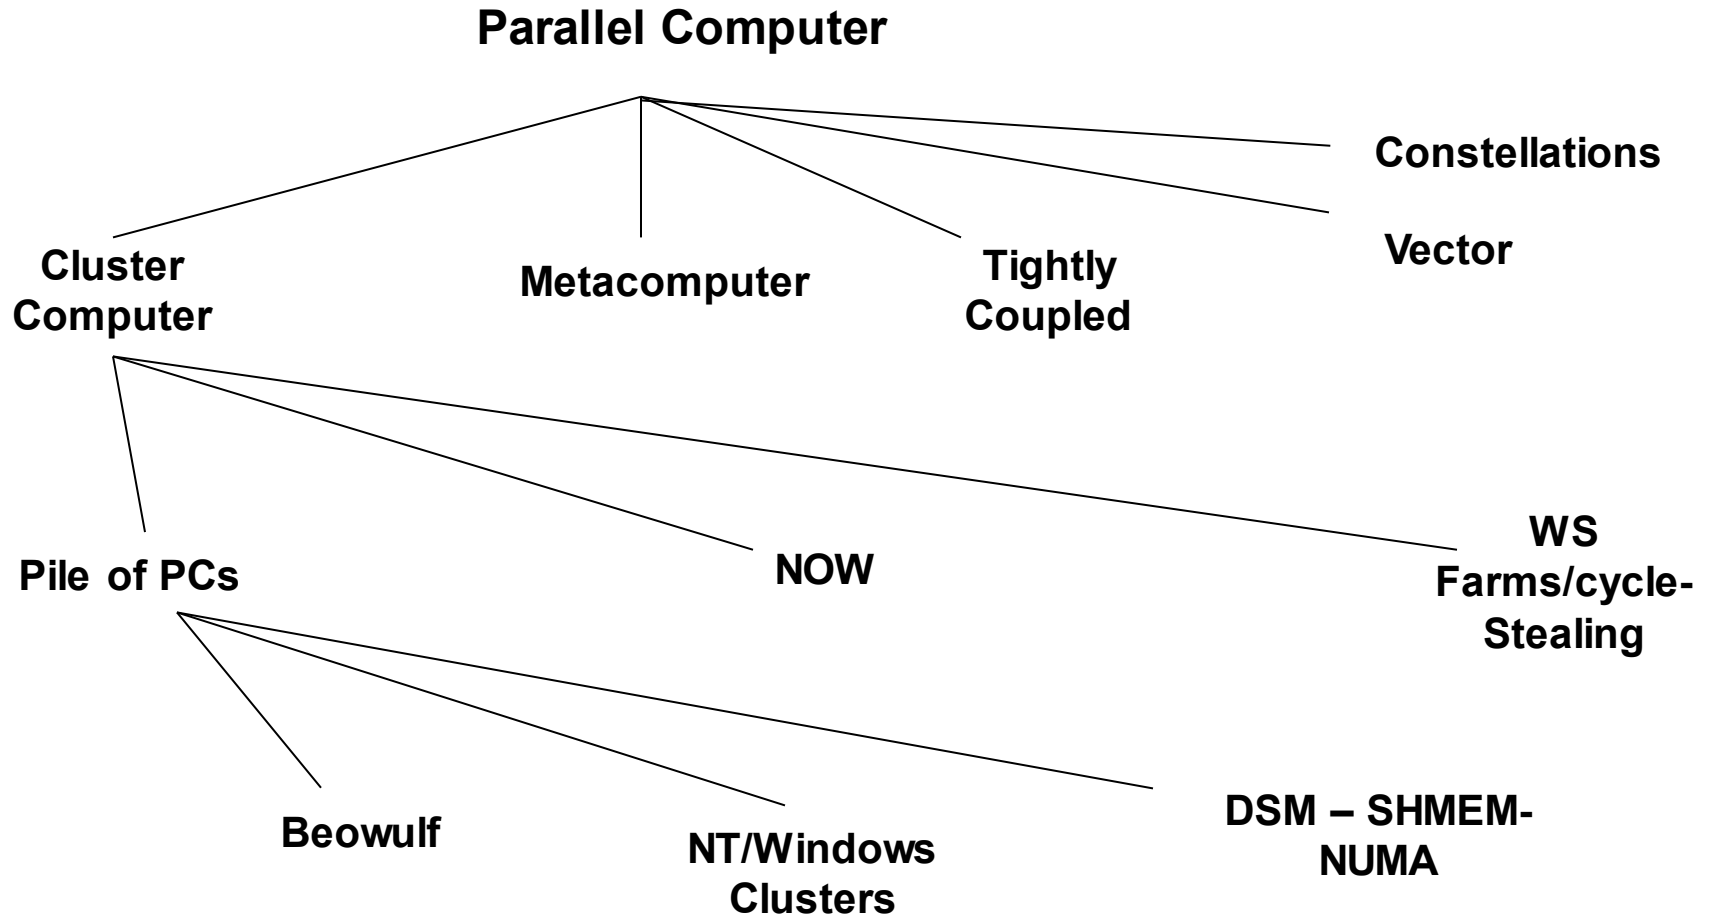 Parallel Computer
Constellations
Vector
Cluster
Computer
Metacomputer
Tightly
Coupled
Pile of PCs
NOW
WS
Farms/cycle-
Stealing
Beowulf
NT/Windows
Clusters
DSM – SHMEM-
NUMA